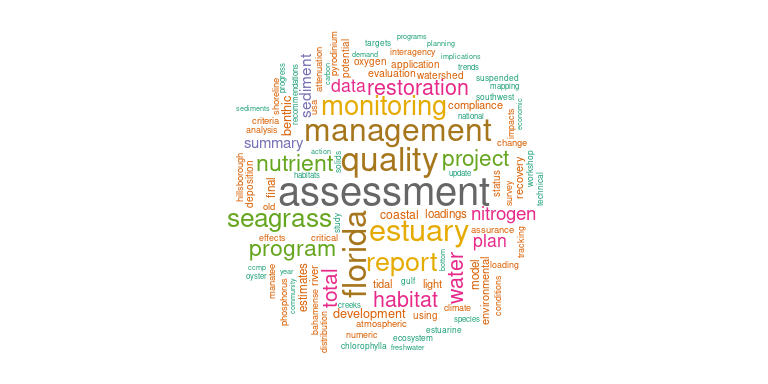 programs
targets
planning
interagency
demand
implications
pyrodinium
potential
attenuation
oxygen
application
trends
carbon
evaluation
watershed
suspended
progress
recommendations
sediment
data
restoration
mapping
shoreline
usa
monitoring
southwest
sediments
benthic
compliance
economic
criteria
management
national
impacts
analysis
summary
quality
change
action
solids
nutrient
project
habitats
update
workshop
hillsborough
deposition
final
assessment
status
recovery
survey
technical
old
seagrass
study
florida
coastal
loadings
nitrogen
estuary
assurance
effects
critical
plan
tracking
program
report
bottom
water
ccmp
oyster
year
manatee
phosphorus
community
estimates
river
total
tidal
gulf
light
model
loading
environmental
conditions
habitat
creeks
bahamense
distribution
development
using
climate
species
atmospheric
estuarine
numeric
ecosystem
chlorophylla
freshwater